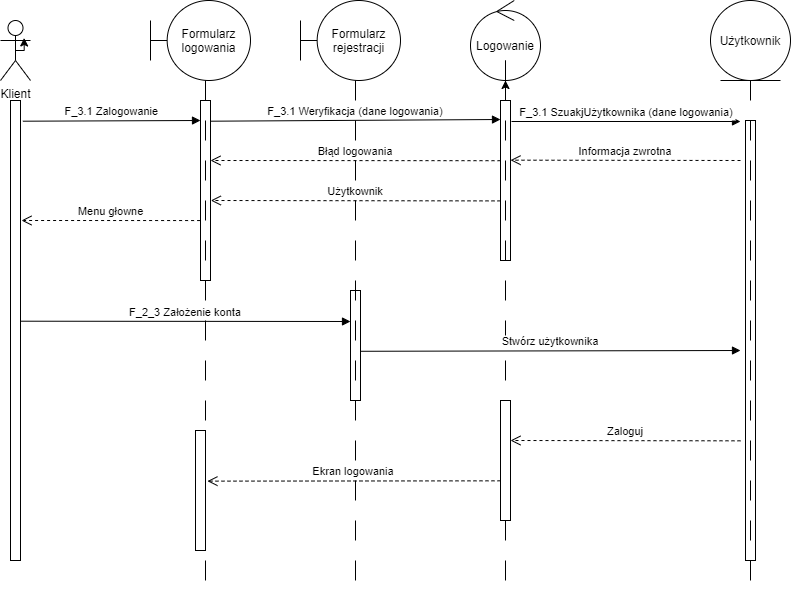 Formularz
logowania
Formularz
rejestracji
Logowanie
Użytkownik
Klient
F_3.1 Zalogowanie
F_3.1 Weryfikacja (dane logowania)
F_3.1 SzuakjUżytkownika (dane logowania)
Błąd logowania
Informacja zwrotna
Użytkownik
Menu głowne
F_2_3 Założenie konta
Stwórz użytkownika
Zaloguj
Ekran logowania